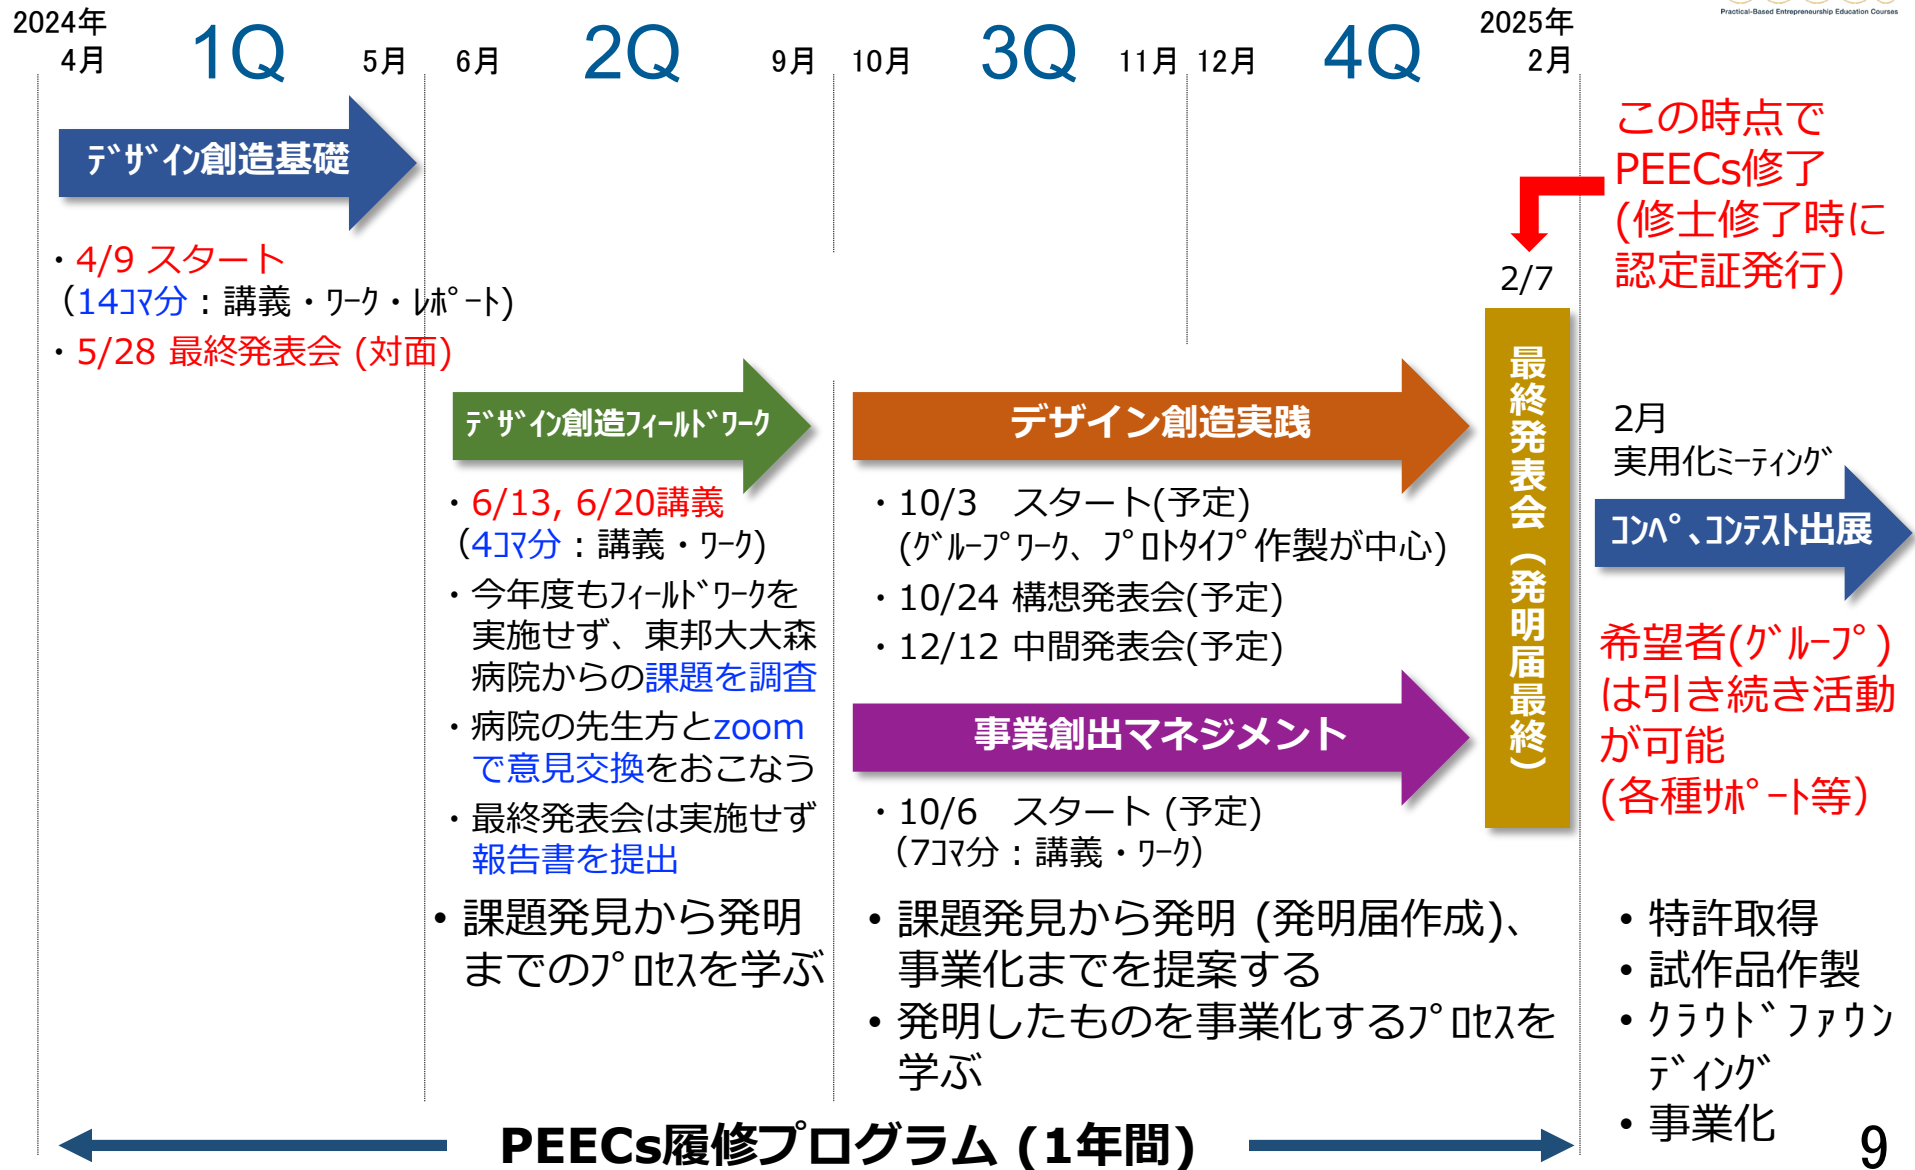 Practical-Based Entrepreneurship Education Courses
2024年
4月
1Q
5月
6月
2Q
9月
10月
3Q
11月
12月
4Q
2025年
2月
ﾃﾞｻﾞｲﾝ創造基礎
・4/9 スタート
（14ｺﾏ分：講義・ﾜｰｸ・ﾚﾎﾟｰﾄ)
・5/28 最終発表会 (対面)
この時点で
PEECs修了
(修士修了時に
認定証発行)
2/7
最終発表会（発明届最終）
ﾃﾞｻﾞｲﾝ創造ﾌｨｰﾙﾄﾞﾜｰｸ
・6/13, 6/20講義
（4ｺﾏ分：講義・ﾜｰｸ)
・今年度もﾌｨｰﾙﾄﾞﾜｰｸを
実施せず、東邦大大森
病院からの課題を調査
・病院の先生方とzoom
で意見交換をおこなう
・最終発表会は実施せず
報告書を提出
• 課題発見から発明
までのﾌﾟﾛｾｽを学ぶ
デザイン創造実践
・10/3　スタート(予定)
(ｸﾞﾙｰﾌﾟﾜｰｸ、ﾌﾟﾛﾄﾀｲﾌﾟ作製が中心)
・10/24 構想発表会(予定)
・12/12 中間発表会(予定)
事業創出マネジメント
・10/6　スタート (予定)
（7ｺﾏ分：講義・ﾜｰｸ)
• 課題発見から発明 (発明届作成)、
事業化までを提案する
• 発明したものを事業化するﾌﾟﾛｾｽを
学ぶ
2月
実用化ﾐｰﾃｨﾝｸﾞ
ｺﾝﾍﾟ、ｺﾝﾃｽﾄ出展
希望者(ｸﾞﾙｰﾌﾟ)
は引き続き活動
が可能
(各種ｻﾎﾟｰﾄ等）
• 特許取得
• 試作品作製
• ｸﾗｳﾄﾞﾌｧｳﾝ
ﾃﾞｨﾝｸﾞ
• 事業化
PEECs履修プログラム (1年間)
9